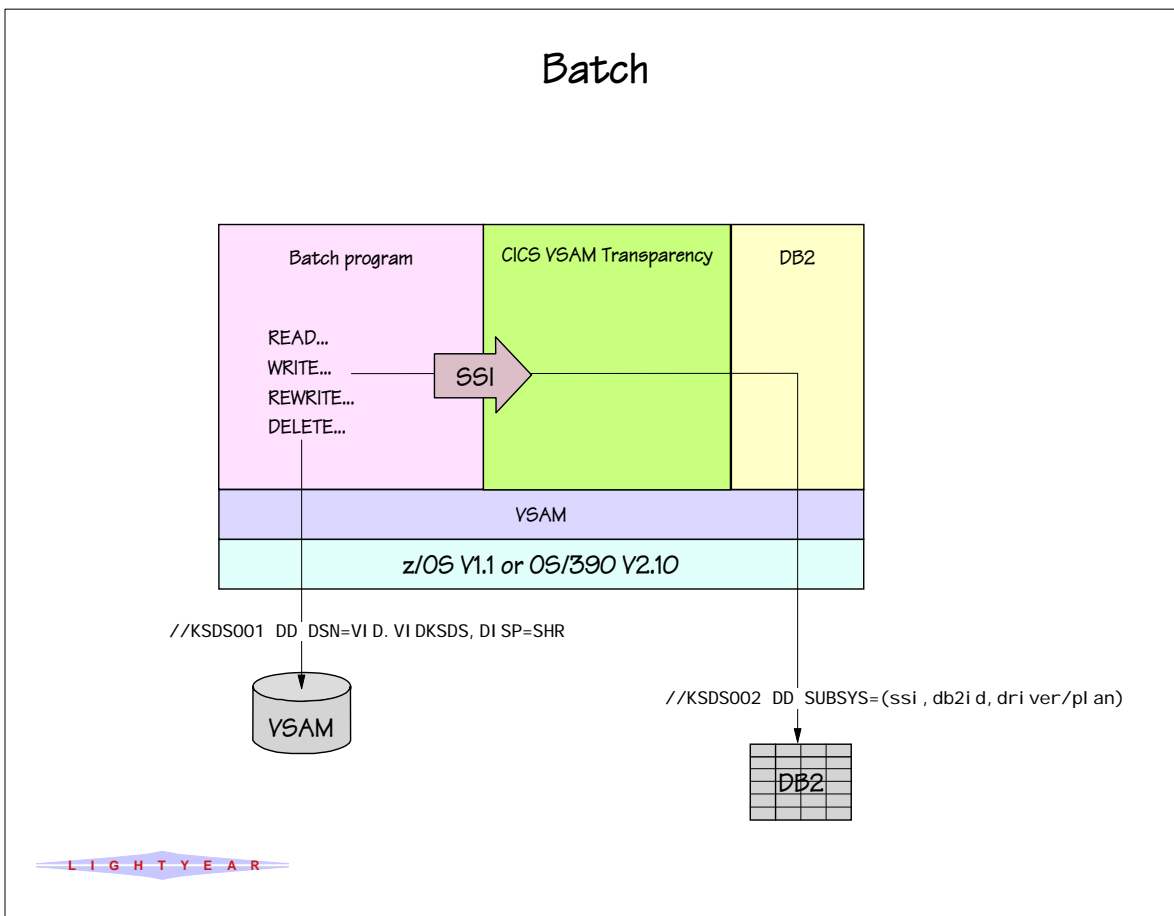 Batch
Batch program
CICS VSAM Transparency
DB2
READ...
WRITE...
REWRITE...
DELETE...
SSI
VSAM
z/OS V1.1 or OS/390 V2.10
//KSDS001 DD DSN=VID.VIDKSDS,DISP=SHR
//KSDS002 DD SUBSYS=(ssi,db2id,driver/plan)
VSAM
DB2
LIGHTYEAR